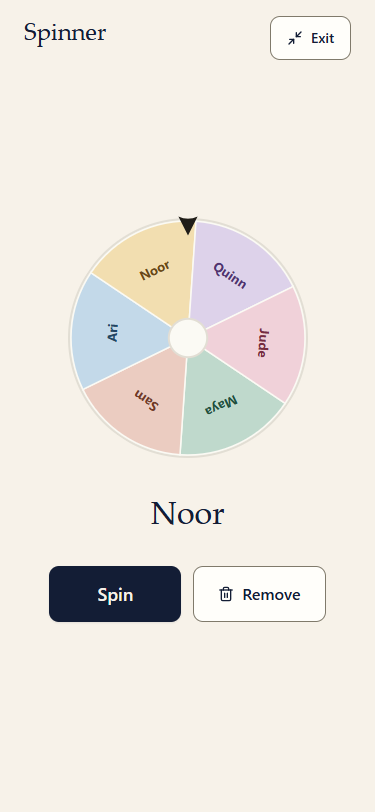 Spinner
Exit
Noor
Quinn
Ari
Jude
Sam
Maya
Noor
Spin
Remove